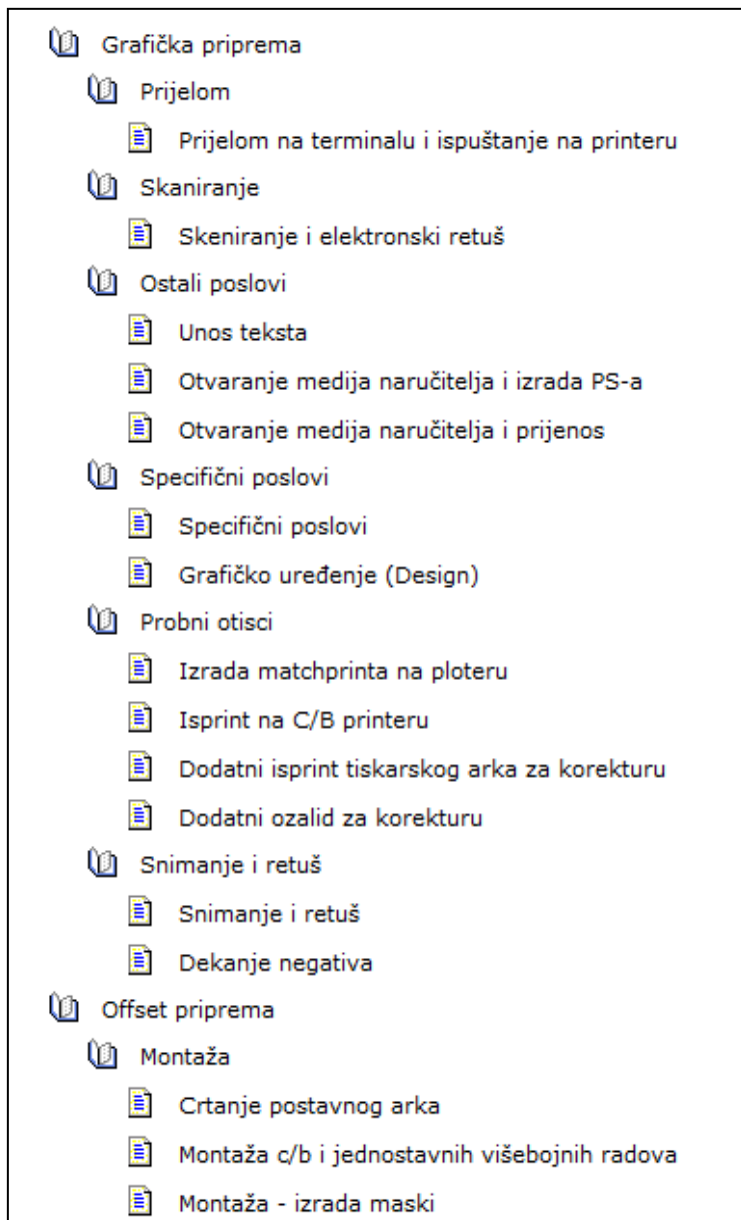 Grafička priprema
Prijelom
Prijelom na terminalu i ispuštanje na printeru
Skaniranje
Skeniranje i elektronski retuš
Ostali poslovi
Unos teksta
Otvaranje medija naručitelja i izrada PS-a
Otvaranje medija naručitelja i prijenos
Specifični poslovi
Specifični poslovi
Grafičko uređenje (Design)
Probni otisci
Izrada matchprinta na ploteru
Isprint na C/B printeru
Dodatni isprint tiskarskog arka za korekturu
Dodatni ozalid za korekturu
Snimanje i retuš
Snimanje i retuš
Dekanje negativa
Offset priprema
Montaža
Crtanje postavnog arka
Montaža c/b i jednostavnih višebojnih radova
Montaža - izrada maski